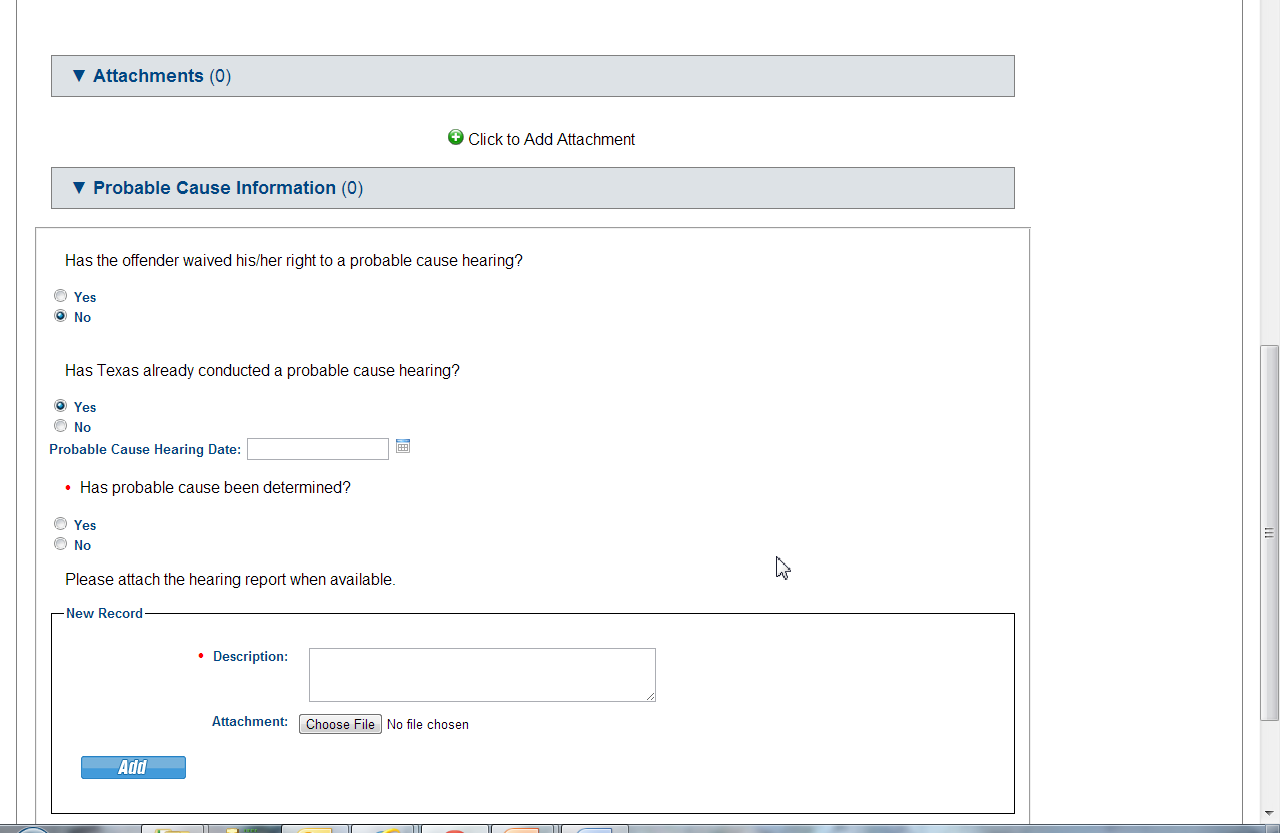 ▼ Attachments (0)
Click to Add Attachment
▼ Probable Cause Information (0)
Has the offender waived his/her right to a probable cause hearing?
Yes
No
Has Texas already conducted a probable cause hearing?
Yes
No
Probable Cause Hearing Date:
• Has probable cause been determined?
Yes
No
Please attach the hearing report when available.
New Record
• Description:
Attachment: Choose File No file chosen
Add